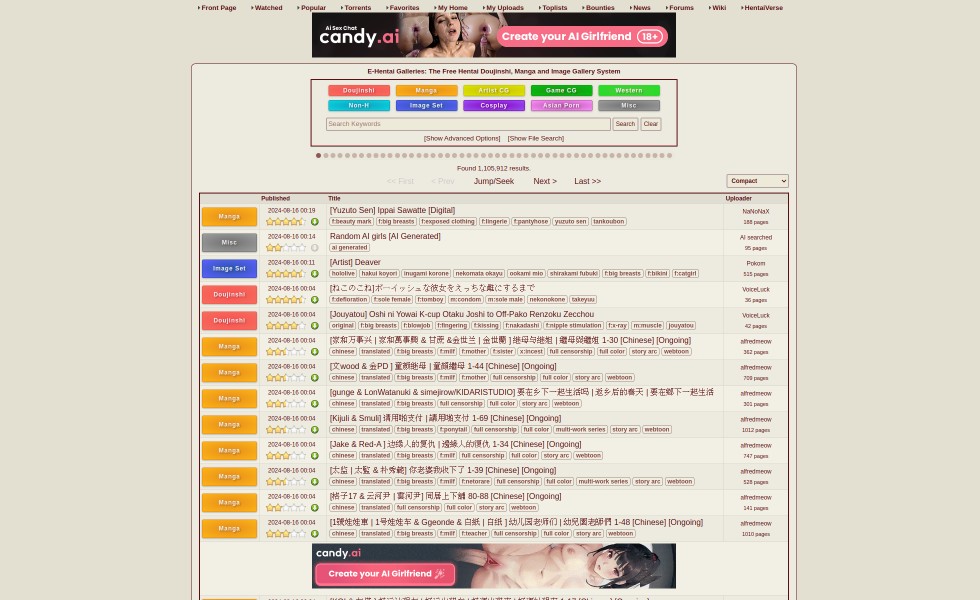 Front Page Watched Popular Torrents Favorites My Home My Uploads Toplists Bounties News Forums Wiki HentaiVerse
Ai Sex Chat
candy.ai
Create your AI Girlfriend 18+
E-Hentai Galleries: The Free Hentai Doujinshi, Manga and Image Gallery System
Doujinshi Manga Artist CG Game CG Western
Non-H Image Set Cosplay Asian Porn Misc
Search Keywords Search Clear
[Show Advanced Options] [Show File Search]
Found 1,105,912 results.
<< First < Prev Jump/Seek Next > Last >> Compact
Published Title Uploader
Manga 2024-08-16 00:19 [Yuzuto Sen] Ippai Sawatte [Digital] NaNoNaX
f:beauty mark f:big breasts f:exposed clothing f:lingerie f:pantyhose yuzuto sen tankoubon 188 pages
Misc 2024-08-16 00:14 Random AI girls [AI Generated] AI searched
ai generated 95 pages
Image Set 2024-08-16 00:11 [Artist] Deaver Pokom
hololive hakui koyori inugami korone nekomata okayu ookami mio shirakami fubuki f:big breasts f:bikini f:catgirl 515 pages
Doujinshi 2024-08-16 00:04 [ねこのこね]ボーイッシュな彼女をえっちな雌にするまで VoiceLuck
f:defloration f:sole female f:tomboy m:condom m:sole male nekonokone takeyuu 36 pages
Doujinshi 2024-08-16 00:04 [Jouyatou] Oshi ni Yowai K-cup Otaku Joshi to Off-Pako Renzoku Zecchou VoiceLuck
original f:big breasts f:blowjob f:fingering f:kissing f:nakadashi f:nipple stimulation f:x-ray m:muscle jouyatou 42 pages
Manga 2024-08-16 00:04 [家和万事兴 | 家和萬事興 & 甘蔗 &金世兰 | 金世蘭 ] 继母与继姐 | 繼母與繼姐 1-30 [Chinese] [Ongoing] alfredmeow
chinese translated f:big breasts f:milf f:mother f:sister x:incest full censorship full color story arc webtoon 362 pages
Manga 2024-08-16 00:04 [文wood & 金PD ] 童颜继母 | 童顏繼母 1-44 [Chinese] [Ongoing] alfredmeow
chinese translated f:big breasts f:milf f:mother full censorship full color story arc webtoon 709 pages
Manga 2024-08-16 00:04 [gunge & LonWatanuki & simejirow/KIDARISTUDIO] 要在乡下一起生活吗 | 返乡后的春天 | 要在鄉下一起生活 alfredmeow
chinese translated f:big breasts full censorship full color story arc webtoon 301 pages
Manga 2024-08-16 00:04 [Kijuli & Smuli] 请用啪支付 | 請用啪支付 1-69 [Chinese] [Ongoing] alfredmeow
chinese translated f:big breasts f:ponytail full censorship full color multi-work series story arc webtoon 1012 pages
Manga 2024-08-16 00:04 [Jake & Red-A ] 边缘人的复仇 | 邊緣人的復仇 1-34 [Chinese] [Ongoing] alfredmeow
chinese translated f:big breasts f:milf full censorship full color story arc webtoon 747 pages
Manga 2024-08-16 00:04 [太监 | 太監 & 朴秀範] 你老婆我收下了 1-39 [Chinese] [Ongoing] alfredmeow
chinese translated f:big breasts f:milf f:netorare full censorship full color multi-work series story arc webtoon 528 pages
Manga 2024-08-16 00:04 [格子17 & 云河尹 | 雲河尹] 同居上下舖 80-88 [Chinese] [Ongoing] alfredmeow
chinese translated full censorship full color story arc webtoon 141 pages
Manga 2024-08-16 00:04 [1號娃娃車 | 1号娃娃车 & Ggeonde & 白紙 | 白纸 ] 幼儿园老师们 | 幼兒園老師們 1-48 [Chinese] [Ongoing] alfredmeow
chinese translated f:big breasts f:milf f:teacher full censorship full color story arc webtoon 1010 pages
candy.ai
Create your AI Girlfriend